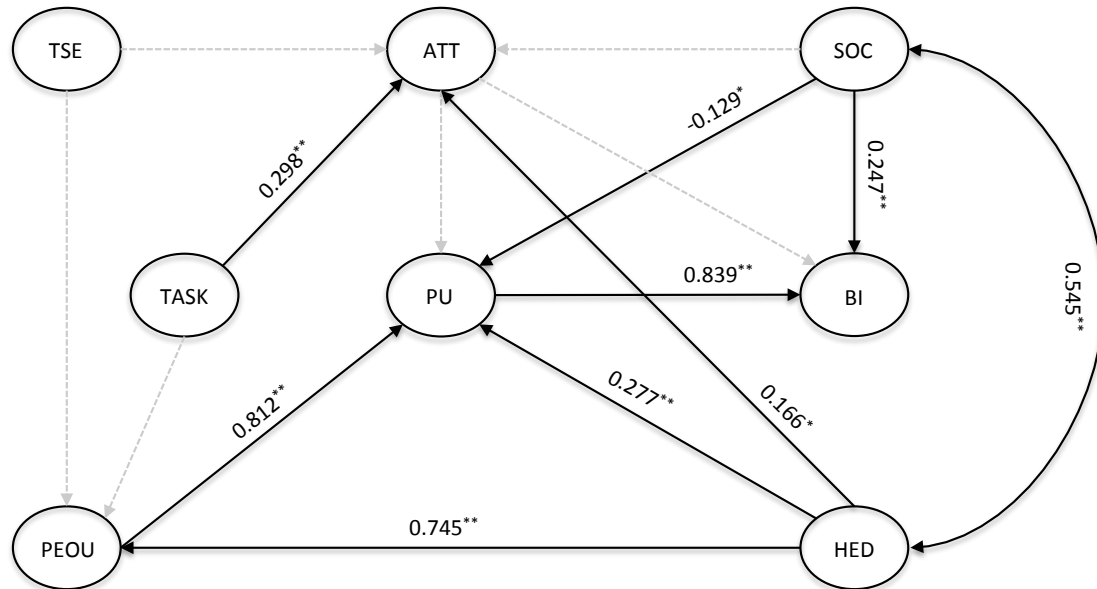 TSE
ATT
SOC
-0.129*
0.298**
0.247**
TASK
PU
0.839**
BI
0.545**
0.812**
0.277**
0.166*
PEOU
0.745**
HED